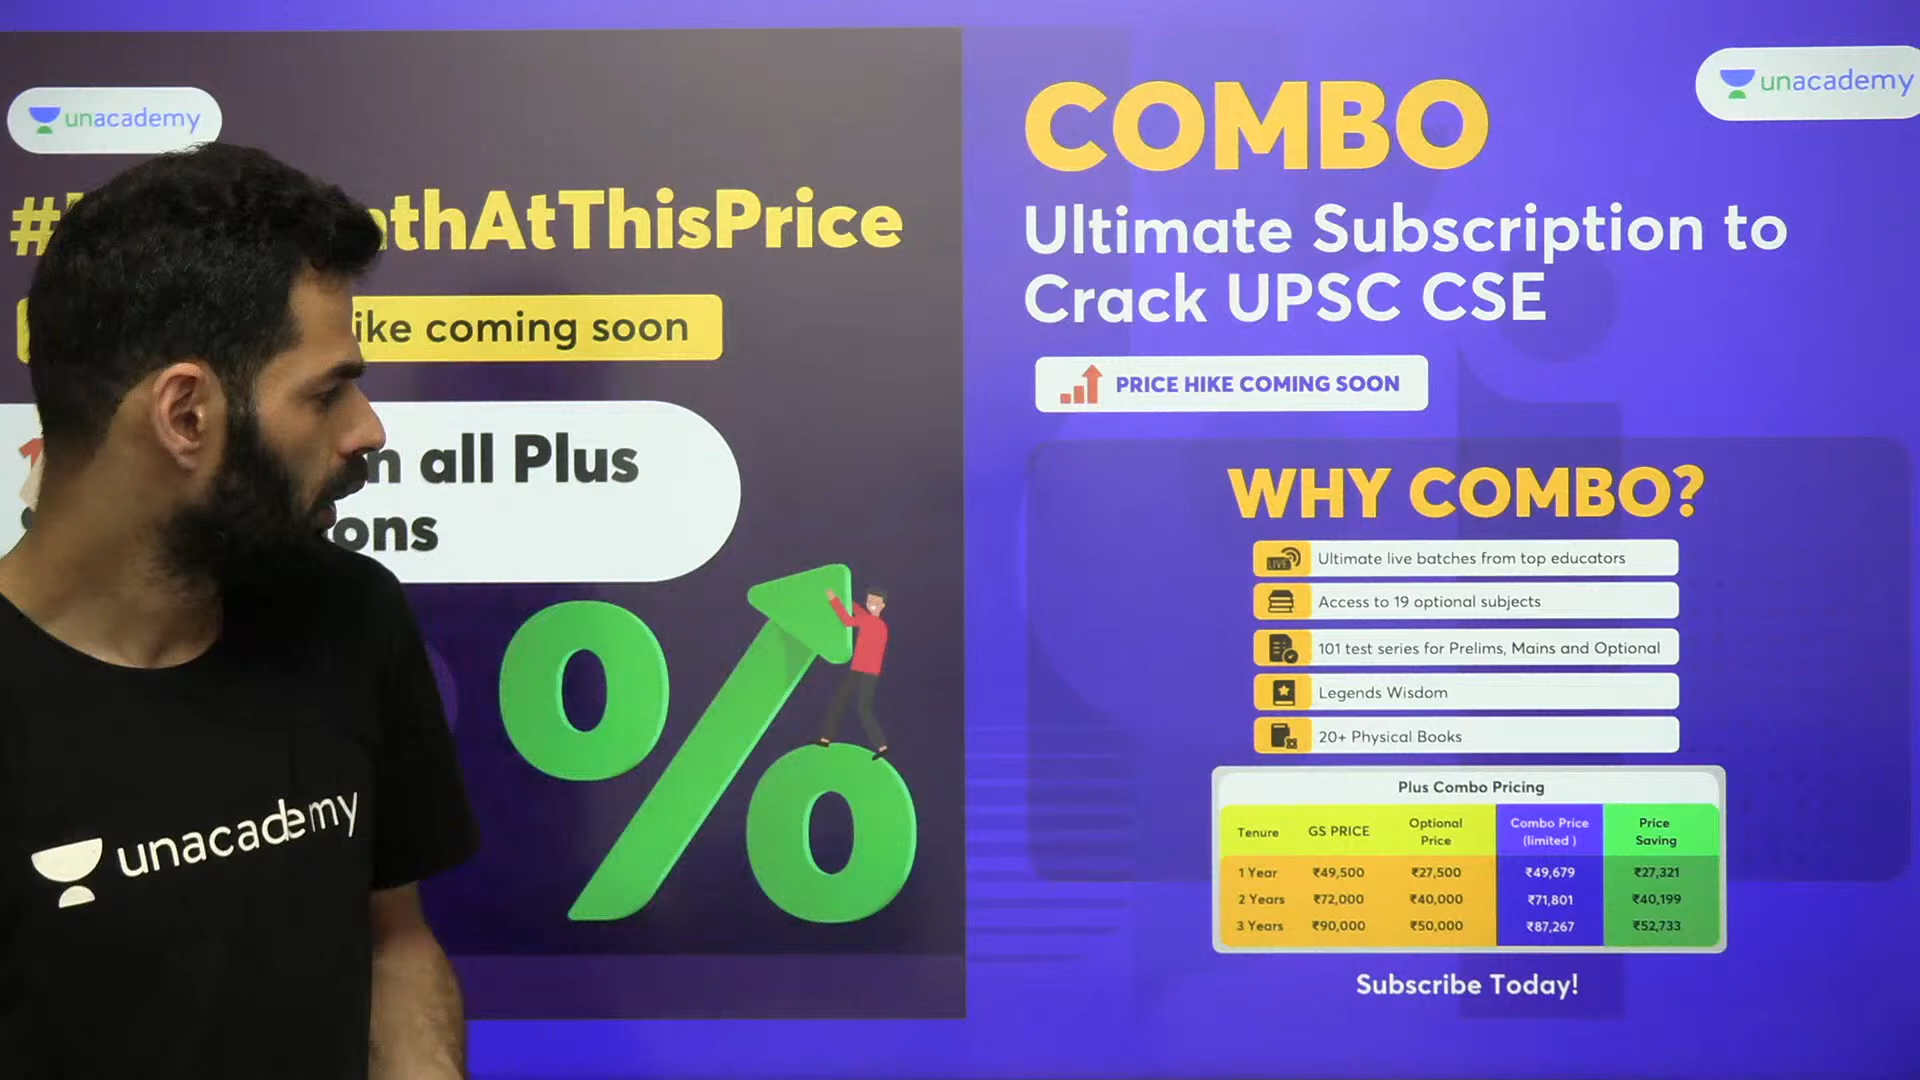 unacademy
nthAtThisPrice
ike coming soon
n all Plus
ons
unacademy
COMBO
unacademy
Ultimate Subscription to
Crack UPSC CSE
PRICE HIKE COMING SOON
WHY COMBO?
LIVE Ultimate live batches from top educators
Access to 19 optional subjects
101 test series for Prelims, Mains and Optional
Legends Wisdom
20+ Physical Books
Plus Combo Pricing
Tenure GS PRICE Optional Price Combo Price (limited ) Price Saving
1 Year ₹49,500 ₹27,500 ₹49,679 ₹27,321
2 Years ₹72,000 ₹40,000 ₹71,801 ₹40,199
3 Years ₹90,000 ₹50,000 ₹87,267 ₹52,733
Subscribe Today!